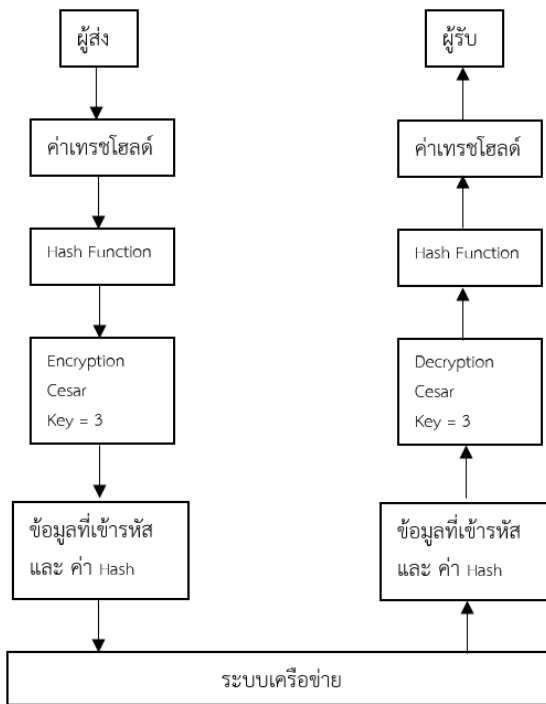 ผู้ส่ง
ค่าเทรชโฮลด์
Hash Function
Encryption
Cesar
Key = 3
ข้อมูลที่เข้ารหัส
และ ค่า Hash
ผู้รับ
ค่าเทรชโฮลด์
Hash Function
Decryption
Cesar
Key = 3
ข้อมูลที่เข้ารหัส
และ ค่า Hash
ระบบเครือข่าย